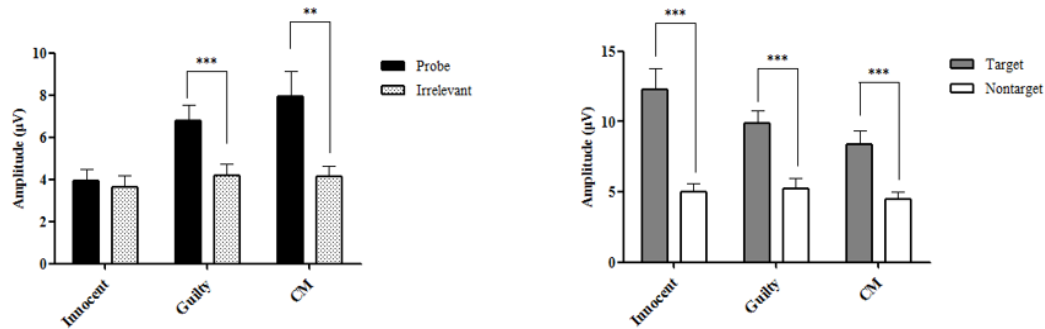 **
***
10
8
6
4
2
0
Amplitude (µV)
Probe
Irrelevant
Innocent
Guilty
CM
***
***
***
15
10
5
0
Amplitude (µV)
Target
Nontarget
Innocent
Guilty
CM